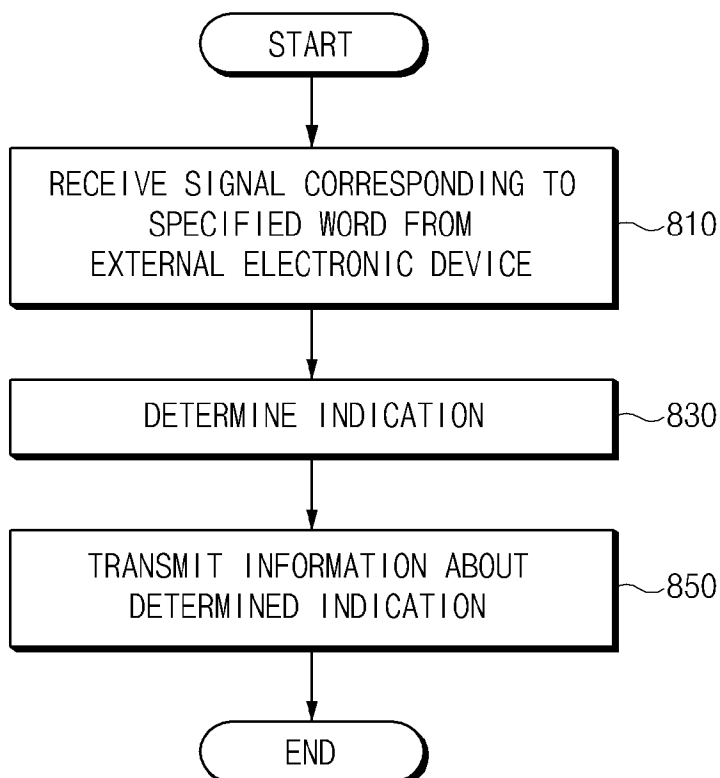 START
RECEIVE SIGNAL CORRESPONDING TO
SPECIFIED WORD FROM
EXTERNAL ELECTRONIC DEVICE
810
DETERMINE INDICATION
830
TRANSMIT INFORMATION ABOUT
DETERMINED INDICATION
850
END